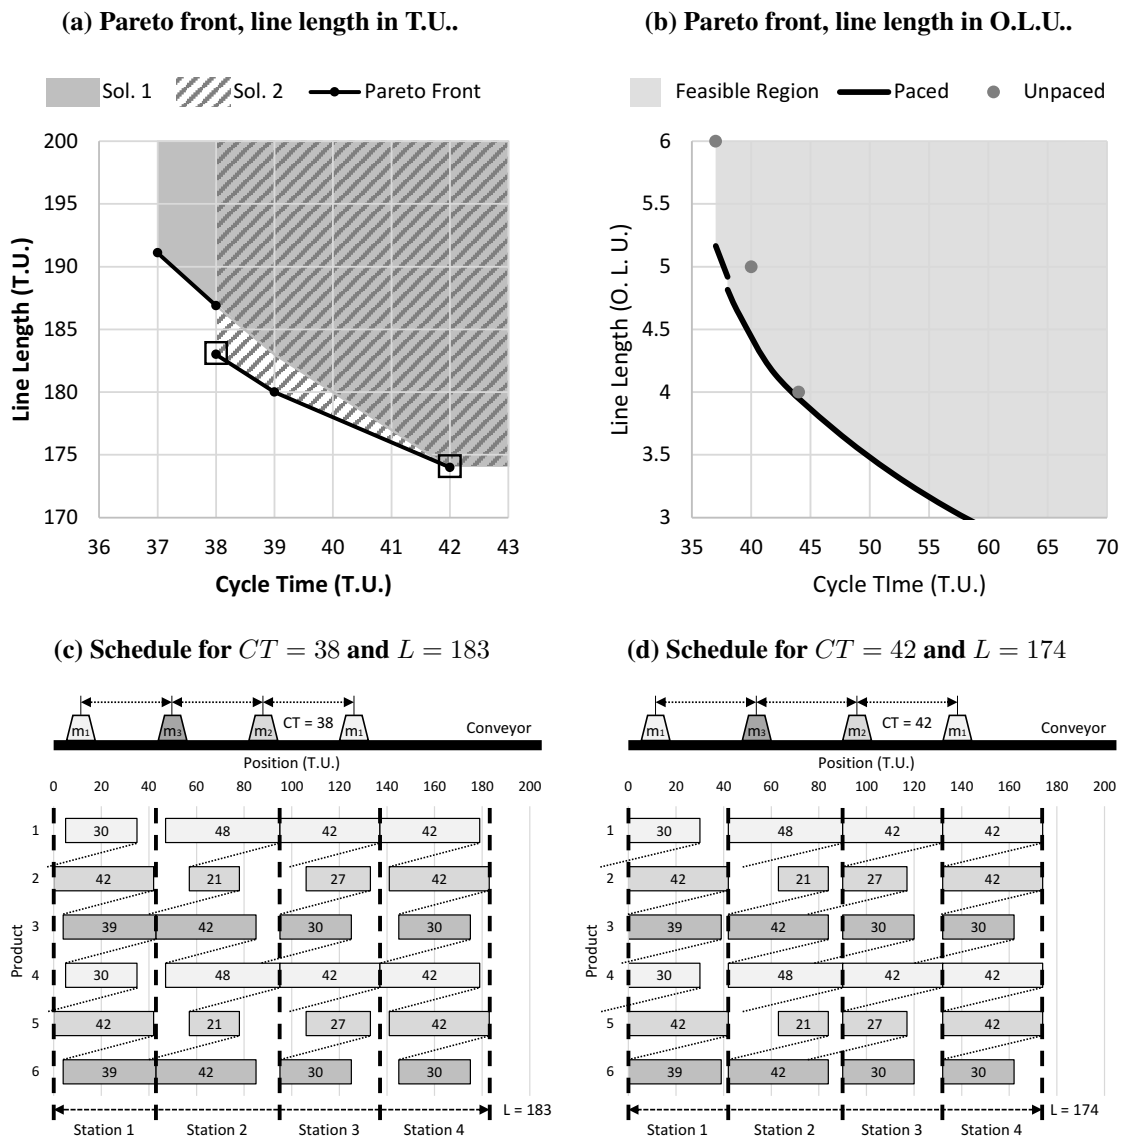 (a) Pareto front, line length in T.U..
Sol. 1 Sol. 2 Pareto Front
200
195
190
185
180
175
170
Line Length (T.U.)
36 37 38 39 40 41 42 43
Cycle Time (T.U.)
(b) Pareto front, line length in O.L.U..
Feasible Region Paced Unpaced
6
5.5
5
4.5
4
3.5
3
Line Length (O. L. U.)
35 40 45 50 55 60 65 70
Cycle TIme (T.U.)
(c) Schedule for CT = 38 and L = 183
m1 m3 m2 CT = 38 m1 Conveyor
Position (T.U.)
0 20 40 60 80 100 120 140 160 180 200
Product
1 30 48 42 42
2 42 21 27 42
3 39 42 30 30
4 30 48 42 42
5 42 21 27 42
6 39 42 30 30
L = 183
Station 1 Station 2 Station 3 Station 4
(d) Schedule for CT = 42 and L = 174
m1 m3 m2 CT = 42 m1 Conveyor
Position (T.U.)
0 20 40 60 80 100 120 140 160 180 200
Product
1 30 48 42 42
2 42 21 27 42
3 39 42 30 30
4 30 48 42 42
5 42 21 27 42
6 39 42 30 30
L = 174
Station 1 Station 2 Station 3 Station 4